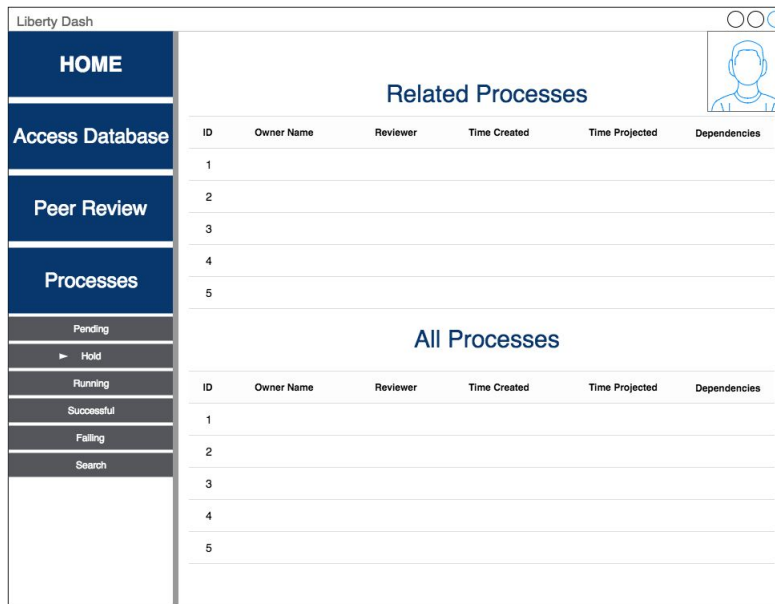 Liberty Dash
HOME
Access Database
Peer Review
Processes
Pending
► Hold
Running
Successful
Failing
Search
Related Processes
ID Owner Name Reviewer Time Created Time Projected Dependencies
1
2
3
4
5
All Processes
ID Owner Name Reviewer Time Created Time Projected Dependencies
1
2
3
4
5